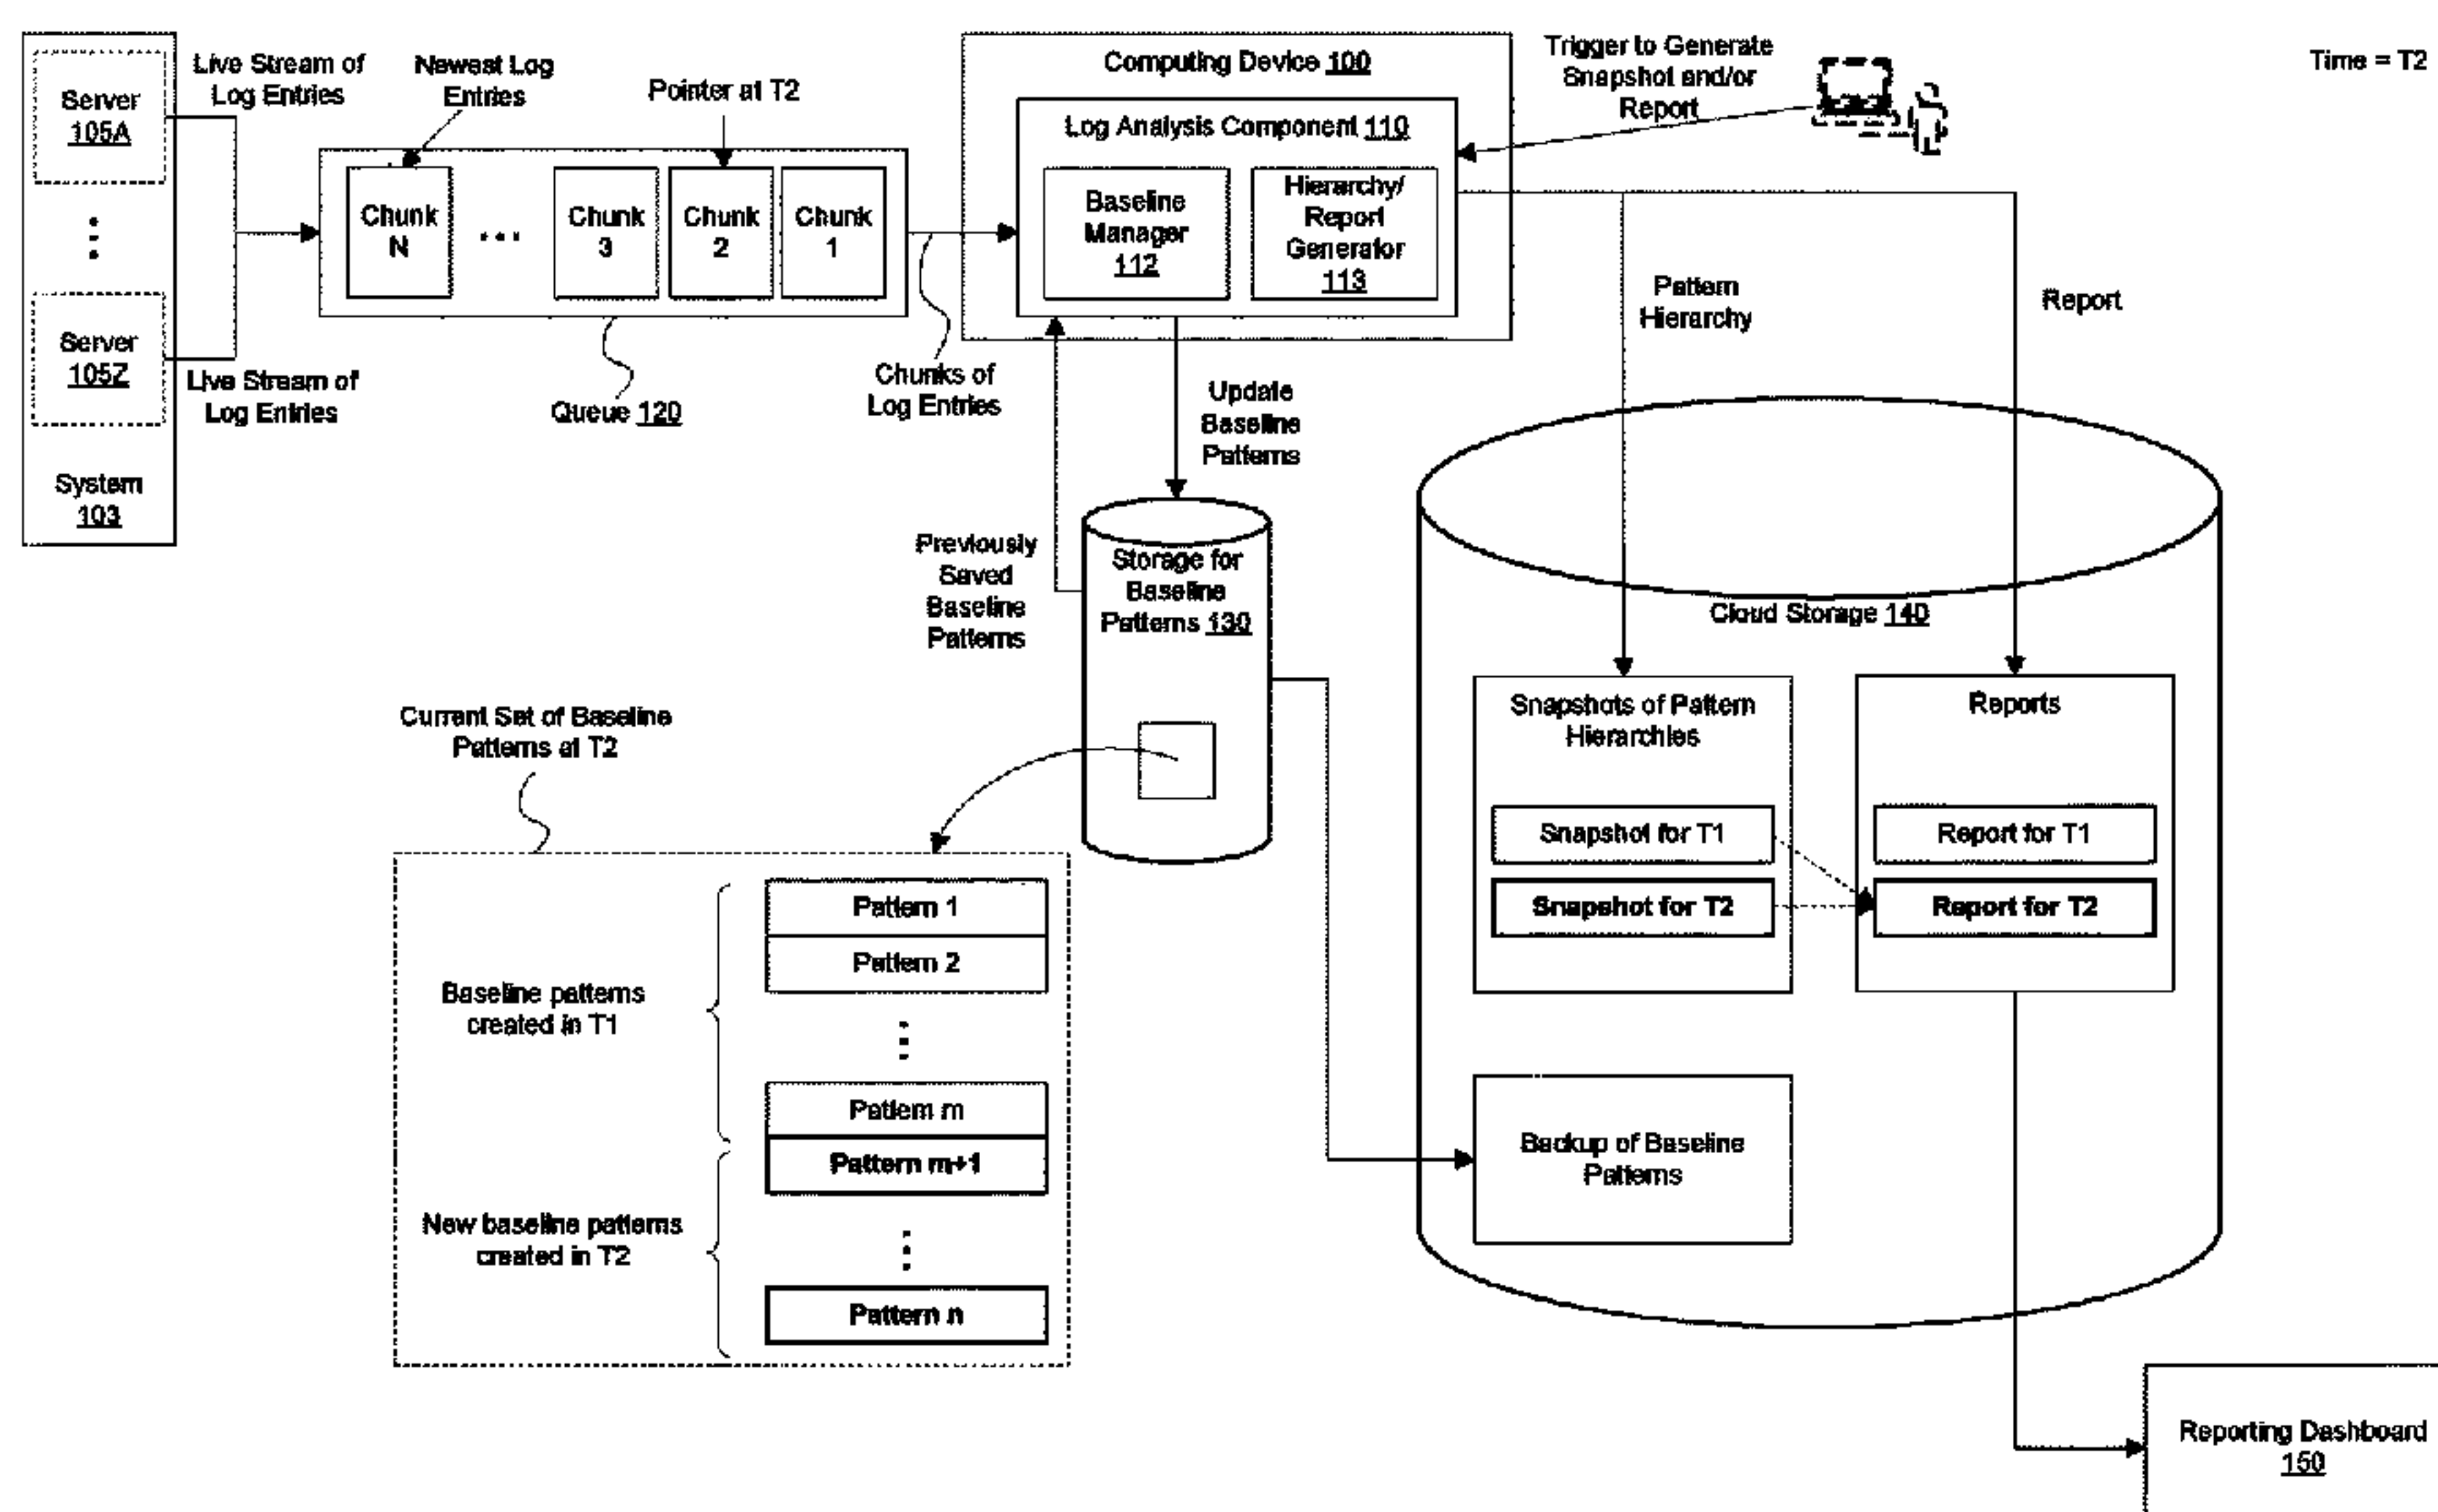 Time = T2
Server
105A
Server
105Z
System
103
Live Stream of
Log Entries
Live Stream of
Log Entries
Newest Log
Entries
Pointer at T2
Chunk
N
...
Chunk
3
Chunk
2
Chunk
1
Queue 120
Chunks of
Log Entries
Computing Device 100
Log Analysis Component 110
Baseline
Manager
112
Hierarchy/
Report
Generator
113
Trigger to Generate
Snapshot and/or
Report
Pattern
Hierarchy
Report
Update
Baseline
Patterns
Previously
Saved
Baseline
Patterns
Storage for
Baseline
Patterns 130
Cloud Storage 140
Snapshots of Pattern
Hierarchies
Snapshot for T1
Snapshot for T2
Reports
Report for T1
Report for T2
Backup of Baseline
Patterns
Current Set of Baseline
Patterns at T2
Baseline patterns
created in T1
Pattern 1
Pattern 2
Pattern m
New baseline patterns
created in T2
Pattern m+1
Pattern n
Reporting Dashboard
150